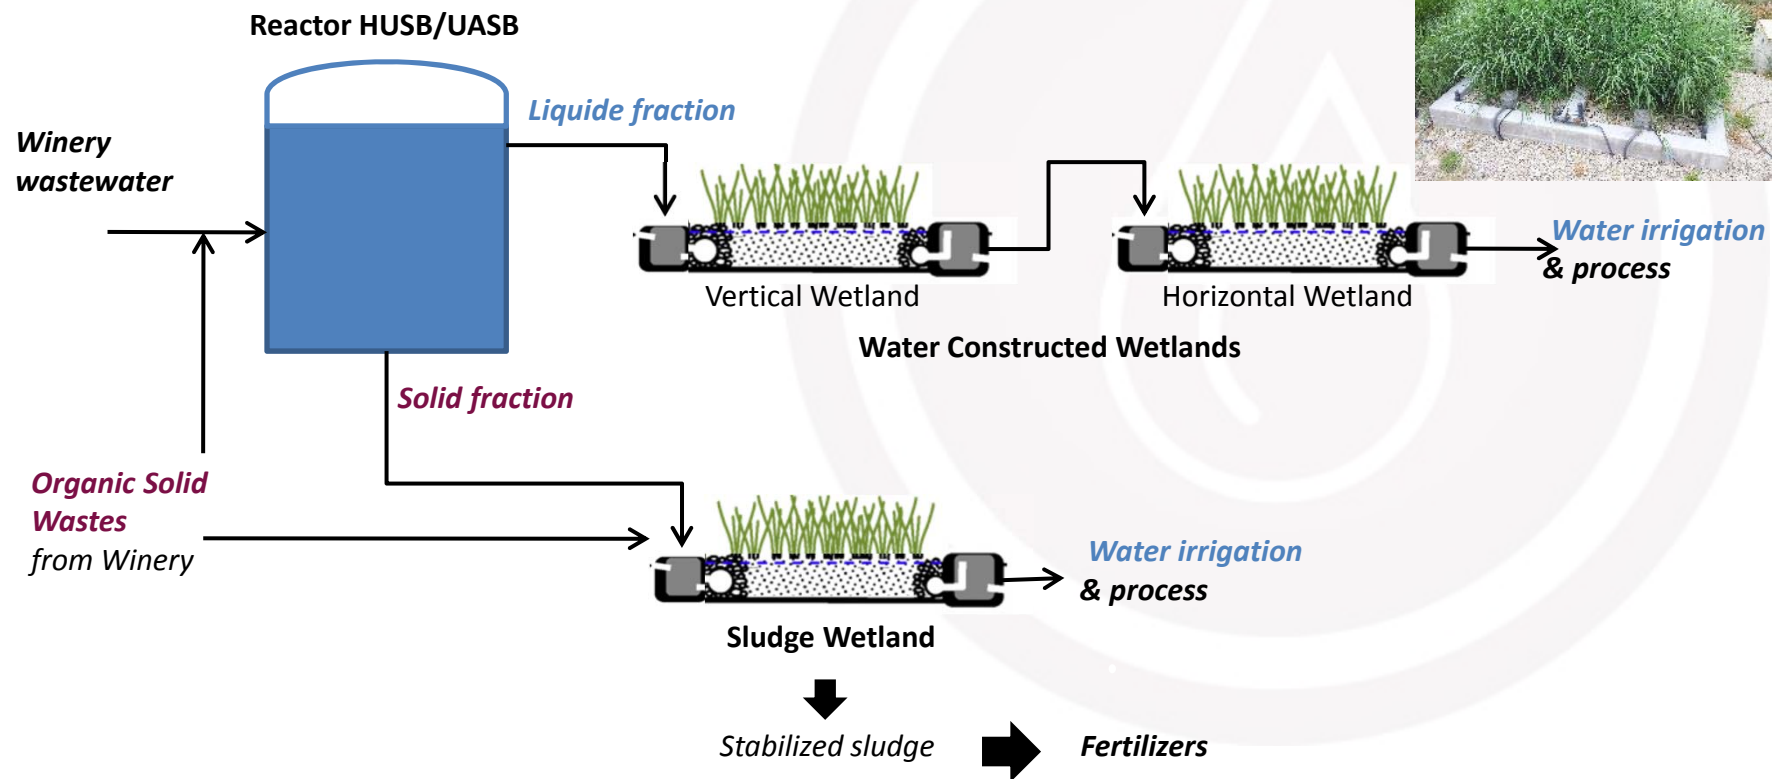 Reactor HUSB/UASB
Liquide fraction
Winery
wastewater
Water irrigation
& process
Vertical Wetland
Horizontal Wetland
Water Constructed Wetlands
Solid fraction
Organic Solid
Wastes
from Winery
Water irrigation
& process
Sludge Wetland
Stabilized sludge
Fertilizers